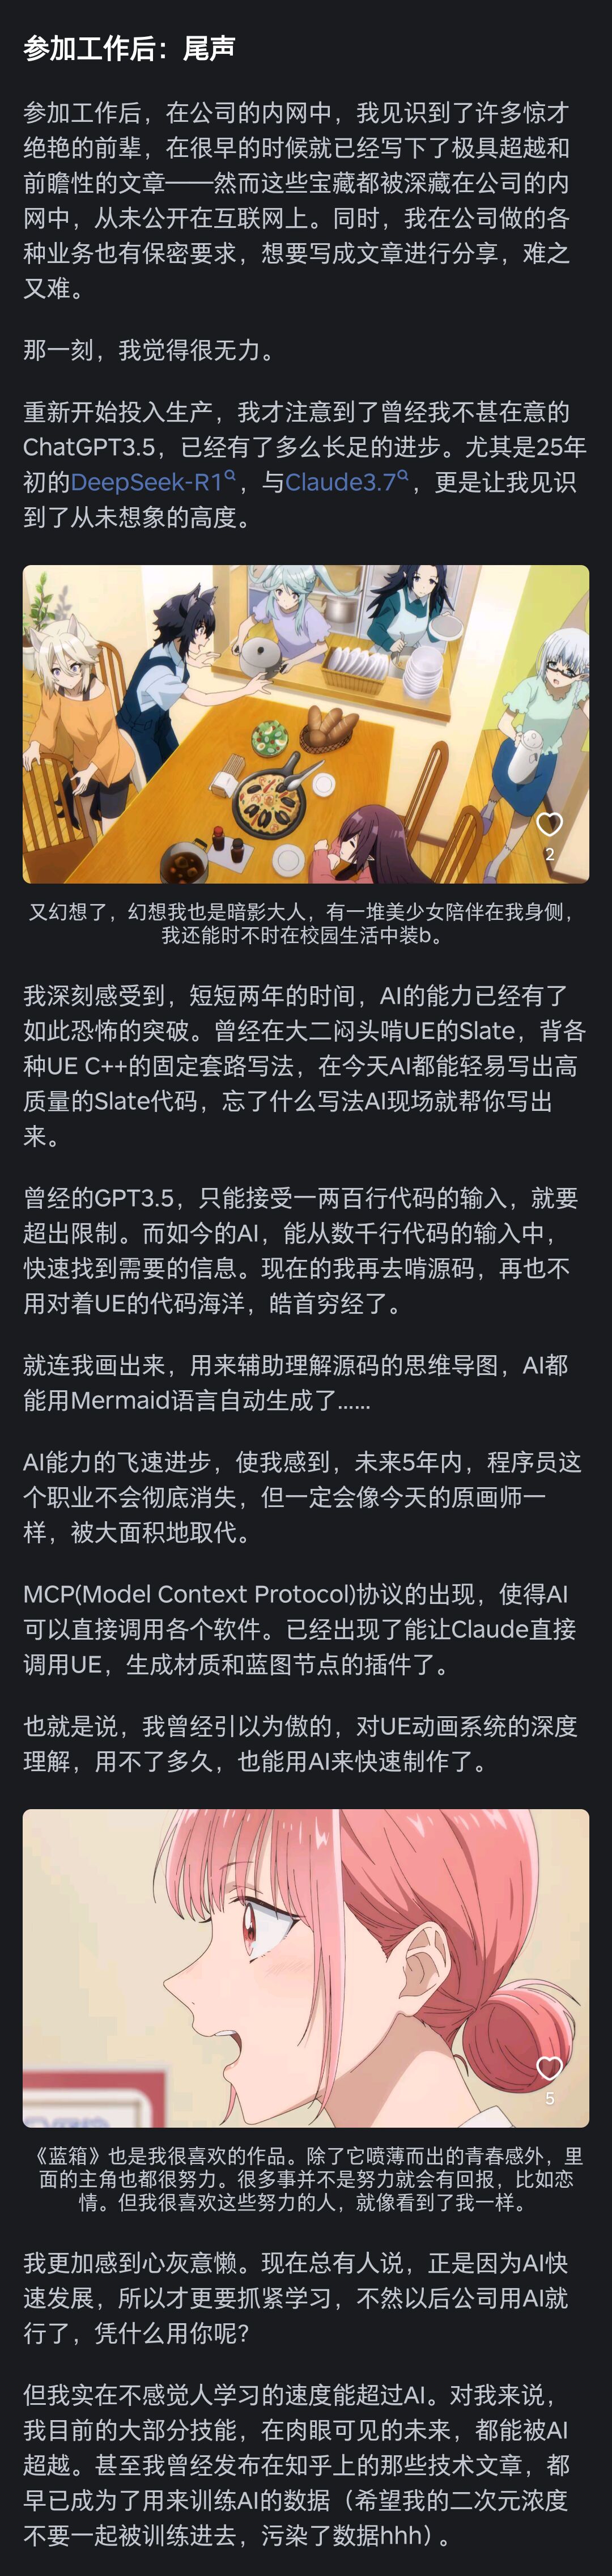 参加工作后：尾声
参加工作后，在公司的内网中，我见识到了许多惊才
绝艳的前辈，在很早的时候就已经写下了极具超越和
前瞻性的文章——然而这些宝藏都被深藏在公司的内
网中，从未公开在互联网上。同时，我在公司做的各
种业务也有保密要求，想要写成文章进行分享，难之
又难。
那一刻，我觉得很无力。
重新开始投入生产，我才注意到了曾经我不甚在意的
ChatGPT3.5，已经有了多么长足的进步。尤其是25年
初的DeepSeek-R1，与Claude3.7，更是让我见识
到了从未想象的高度。
2
又幻想了，幻想我也是暗影大人，有一堆美少女陪伴在我身侧，
我还能时不时在校园生活中装b。
我深刻感受到，短短两年的时间，AI的能力已经有了
如此恐怖的突破。曾经在大二闷头啃UE的Slate，背各
种UE C++的固定套路写法，在今天AI都能轻易写出高
质量的Slate代码，忘了什么写法AI现场就帮你写出
来。
曾经的GPT3.5，只能接受一两百行代码的输入，就要
超出限制。而如今的AI，能从数千行代码的输入中，
快速找到需要的信息。现在的我再去啃源码，再也不
用对着UE的代码海洋，皓首穷经了。
就连我画出来，用来辅助理解源码的思维导图，AI都
能用Mermaid语言自动生成了……
AI能力的飞速进步，使我感到，未来5年内，程序员这
个职业不会彻底消失，但一定会像今天的原画师一
样，被大面积地取代。
MCP(Model Context Protocol)协议的出现，使得AI
可以直接调用各个软件。已经出现了能让Claude直接
调用UE，生成材质和蓝图节点的插件了。
也就是说，我曾经引以为傲的，对UE动画系统的深度
理解，用不了多久，也能用AI来快速制作了。
5
《蓝箱》也是我很喜欢的作品。除了它喷薄而出的青春感外，里
面的主角也都很努力。很多事并不是努力就会有回报，比如恋
情。但我很喜欢这些努力的人，就像看到了我一样。
我更加感到心灰意懒。现在总有人说，正是因为AI快
速发展，所以才更要抓紧学习，不然以后公司用AI就
行了，凭什么用你呢？
但我实在不感觉人学习的速度能超过AI。对我来说，
我目前的大部分技能，在肉眼可见的未来，都能被AI
超越。甚至我曾经发布在知乎上的那些技术文章，都
早已成为了用来训练AI的数据（希望我的二次元浓度
不要一起被训练进去，污染了数据hhh）。